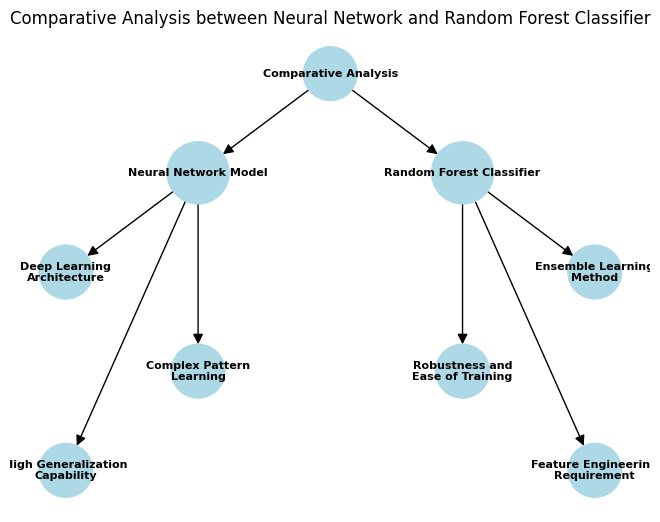 Comparative Analysis between Neural Network and Random Forest Classifier
Comparative Analysis
Neural Network Model
Random Forest Classifier
Deep Learning
Architecture
Ensemble Learning
Method
Complex Pattern
Learning
Robustness and
Ease of Training
igh Generalization
Capability
Feature Engineerin
Requirement